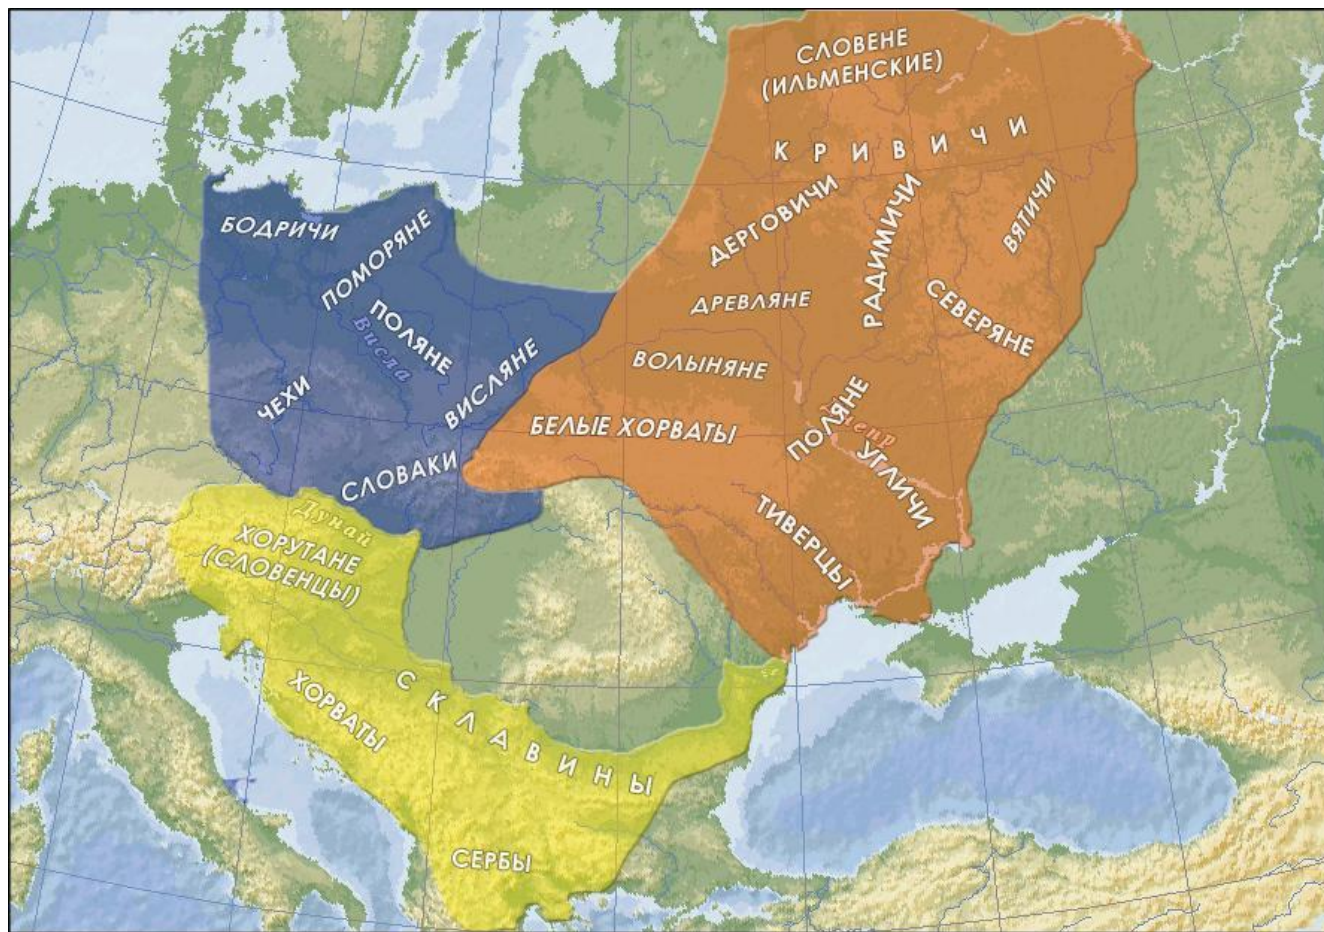 СЛОВЕНЕ
(ИЛЬМЕНСКИЕ)
КРИВИЧИ
ДЕРГОВИЧИ
РАДИМИЧИ
ВЯТИЧИ
БОДРИЧИ
ПОМОРЯНЕ
ДРЕВЛЯНЕ
СЕВЕРЯНЕ
ПОЛЯНЕ
Висла
ВИСЛЯНЕ
ВОЛЫНЯНЕ
ЧЕХИ
БЕЛЫЕ ХОРВАТЫ
ПОЛЯНЕ
Днепр
УГЛИЧИ
СЛОВАКИ
ТИВЕРЦЫ
Дунай
ХОРУТАНЕ
(СЛОВЕНЦЫ)
СКЛАВИНЫ
ХОРВАТЫ
СЕРБЫ